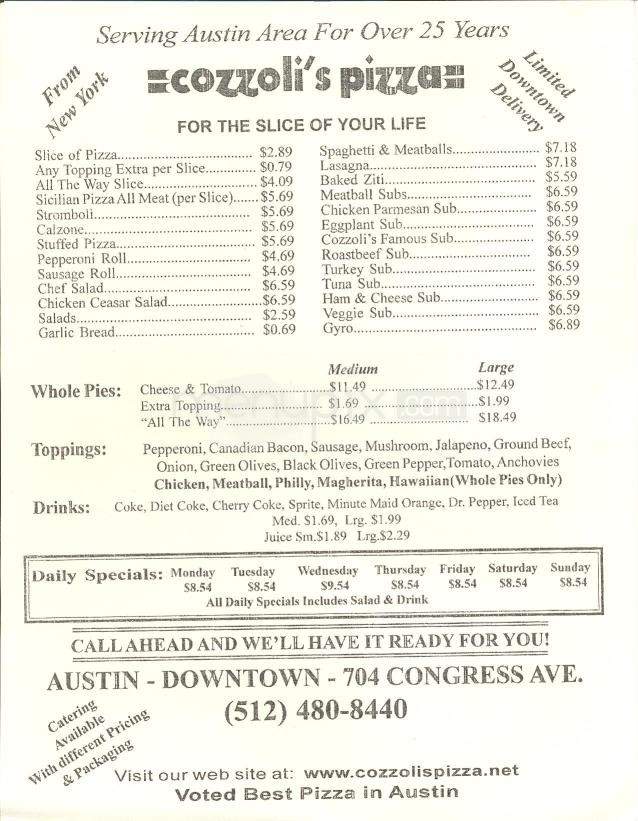 Serving Austin Area For Over 25 Years
From
New York
cozzoli's pizza
Limited
Downtown
Delivery
FOR THE SLICE OF YOUR LIFE
Slice of Pizza................................ $2.89
Any Topping Extra per Slice............ $0.79
All The Way Slice........................... $4.09
Sicilian Pizza All Meat (per Slice)...... $5.69
Stromboli....................................... $5.69
Calzone.......................................... $5.69
Stuffed Pizza.................................. $5.69
Pepperoni Roll............................... $4.69
Sausage Roll................................... $4.69
Chef Salad...................................... $6.59
Chicken Ceasar Salad...................... $6.59
Salads............................................. $2.59
Garlic Bread................................... $0.69
Spaghetti & Meatballs..................... $7.18
Lasagna.......................................... $7.18
Baked Ziti...................................... $5.59
Meatball Subs................................. $6.59
Chicken Parmesan Sub................... $6.59
Eggplant Sub.................................. $6.59
Cozzoli's Famous Sub..................... $6.59
Roastbeef Sub................................. $6.59
Turkey Sub..................................... $6.59
Tuna Sub........................................ $6.59
Ham & Cheese Sub......................... $6.59
Veggie Sub..................................... $6.59
Gyro............................................... $6.89
Medium Large
Whole Pies: Cheese & Tomato.................... $11.49 ........................ $12.49
Extra Topping........................ $1.69 ........................ $1.99
"All The Way"........................ $16.49 ........................ $18.49
Toppings: Pepperoni, Canadian Bacon, Sausage, Mushroom, Jalapeno, Ground Beef,
Onion, Green Olives, Black Olives, Green Pepper,Tomato, Anchovies
Chicken, Meatball, Philly, Magherita, Hawaiian(Whole Pies Only)
Drinks: Coke, Diet Coke, Cherry Coke, Sprite, Minute Maid Orange, Dr. Pepper, Iced Tea
Med. $1.69, Lrg. $1.99
Juice Sm.$1.89 Lrg.$2.29
Daily Specials: Monday Tuesday Wednesday Thursday Friday Saturday Sunday
$8.54 $8.54 $9.54 $8.54 $8.54 $8.54 $8.54
All Daily Specials Includes Salad & Drink
CALL AHEAD AND WE'LL HAVE IT READY FOR YOU!
AUSTIN - DOWNTOWN - 704 CONGRESS AVE.
(512) 480-8440
Catering
Available
With different Pricing
& Packaging
Visit our web site at: www.cozzolispizza.net
Voted Best Pizza in Austin